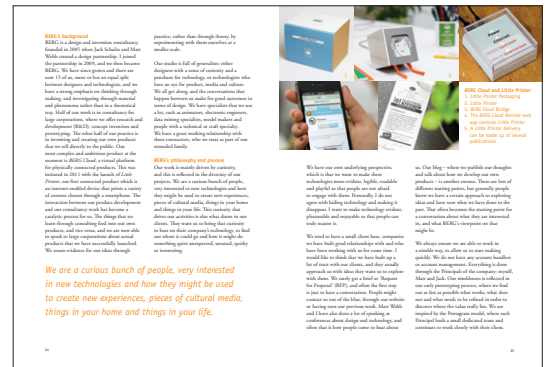 BERG's background
BERG is a design and invention consultancy,
founded in 2005 when Jack Schulze and Matt
Webb created a design partnership. I joined
the partnership in 2009, and we then became
BERG. We have since grown and there are
now 15 of us, more or less an equal split
between designers and technologists, and we
have a strong emphasis on thinking through
making, and investigating through material
and phenomena rather than in a theoretical
way. Half of our work is in consultancy for
large corporations, where we offer research and
development (R&D), concept invention and
prototyping. The other half of our practice is
in inventing and creating our own products
that we sell directly to the public. Our
most complex and ambitious product at the
moment is BERG Cloud, a virtual platform
for physically connected products. This was
initiated in 2011 with the launch of Little
Printer, our first connected product which is
an internet-enabled device that prints a variety
of content chosen through a smartphone. The
interaction between our product development
and our consultancy work has become a
catalytic process for us. The things that we
learn through consulting feed into our own
products, and vice versa, and we are now able
to speak to large corporations about actual
products that we have successfully launched.
We create evidence for our ideas through
practice, rather than through theory, by
experimenting with them ourselves at a
smaller scale.
Our studio is full of generalists: either
designers with a sense of curiosity and a
penchant for technology, or technologists who
have an eye for product, media and culture.
We all get along, and the conversations that
happen between us make for good outcomes in
terms of design. We have specialists that we use
a lot, such as animators, electronic engineers,
data mining specialists, model makers and
people with a technical or craft specialty.
We have a great working relationship with
these contractors, who we treat as part of our
extended family.
BERG's philosophy and process
Our work is mainly driven by curiosity,
and this is reflected in the diversity of our
projects. We are a curious bunch of people,
very interested in new technologies and how
they might be used to create new experiences,
pieces of cultural media, things in your home
and things in your life. This curiosity that
drives our activities is also what draws in our
clients. They want us to bring that curiosity
to bear on their company's technology, to find
out where it could go and how it might do
something quite unexpected, unusual, quirky
or interesting.
We are a curious bunch of people, very interested
in new technologies and how they might be used
to create new experiences, pieces of cultural media,
things in your home and things in your life.
BERG Cloud and Little Printer
1. Little Printer Packaging
2. Little Printer
3. BERG Cloud Bridge
4. The BERG Cloud Remote web
app controls Little Printer
5. A Little Printer delivery
can be made up of several
publications
Power
We have our own underlying perspective,
which is that we want to make these
technologies more evident, legible, readable
and playful so that people are not afraid
to engage with them. Personally, I do not
agree with hiding technology and making it
disappear. I want to make technology evident,
pleasurable and enjoyable so that people can
truly master it.
We tend to have a small client base, companies
we have built good relationships with and who
have been working with us for some time. I
would like to think that we have built up a
lot of trust with our clients, and they usually
approach us with ideas they want us to explore
with them. We rarely get a brief or 'Request
for Proposal' (RFP), and often the first step
is just to have a conversation. People might
contact us out of the blue, through our website
or having seen our previous work. Matt Webb
and I have also done a lot of speaking at
conferences about design and technology, and
often that is how people come to hear about
us. Our blog – where we publish our thoughts
and talk about how we develop our own
products – is another avenue. There are lots of
different starting points, but generally people
know we have a certain approach to exploring
ideas and have seen what we have done in the
past. That often becomes the starting point for
a conversation about what they are interested
in, and what BERG's viewpoint on that
might be.
We always ensure we are able to work in
a nimble way, to allow us to start making
quickly. We do not have any account handlers
or account management. Everything is done
through the Principals of the company: myself,
Matt and Jack. Our nimbleness is reflected in
our early prototyping process, where we find
out as fast as possible what works, what does
not and what needs to be refined in order to
discover where the value really lies. We are
inspired by the Pentagram model, where each
Principal leads a small dedicated team and
continues to work closely with their client.